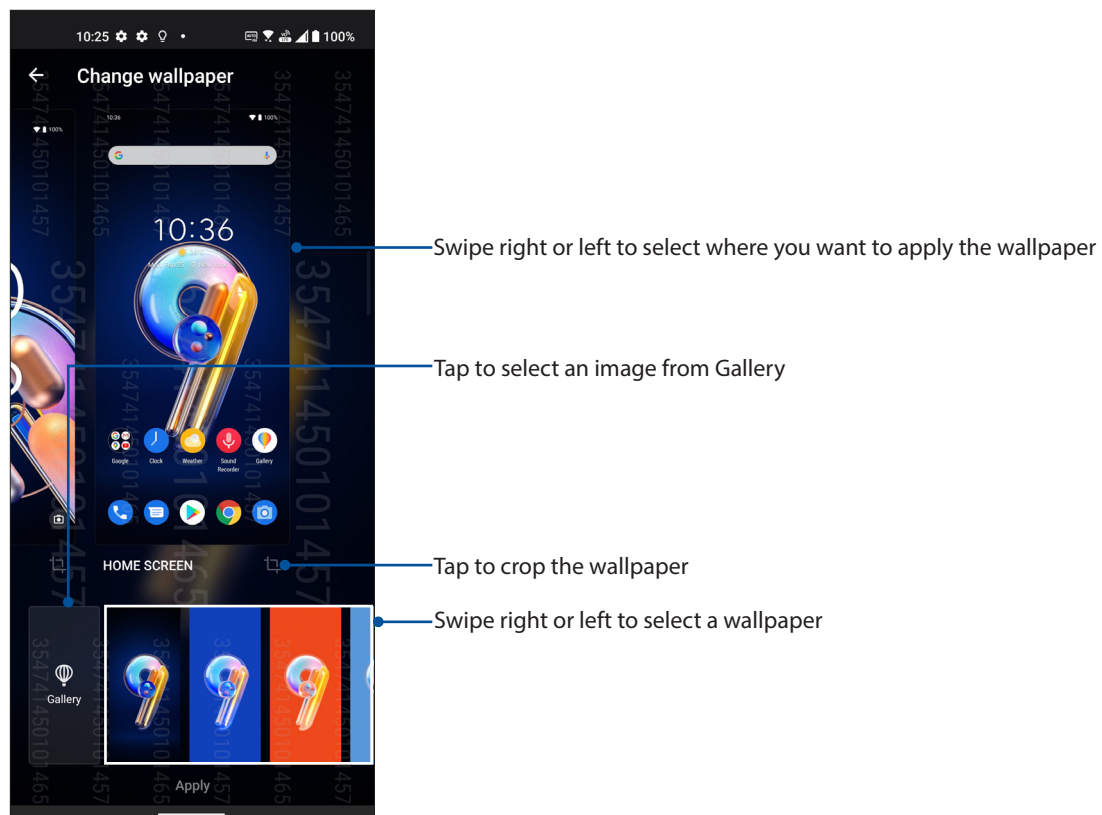 10:25 100%
Change wallpaper
100%
10:36 100%
10:36
Swipe right or left to select where you want to apply the wallpaper
Tap to select an image from Gallery
Google Clock Weather Sound Recorder Gallery
HOME SCREEN
Tap to crop the wallpaper
Swipe right or left to select a wallpaper
Gallery
Apply
354741450101457
354741450101465